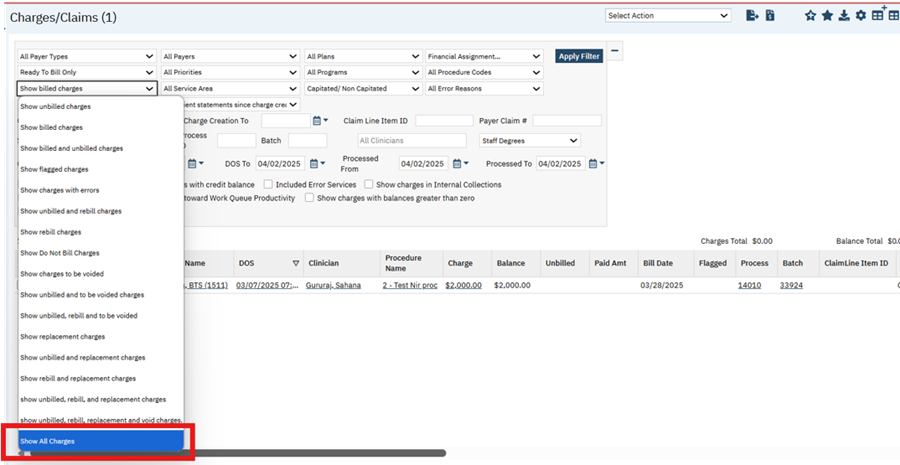 Charges/Claims (1)
Select Action
All Payer Types
All Payers
All Plans
Financial Assignment...
Apply Filter
Ready To Bill Only
All Priorities
All Programs
All Procedure Codes
Show billed charges
All Service Area
Capitated/ Non Capitated
All Error Reasons
Show unbilled charges
ent statements since charge cre
Show billed charges
Charge Creation To
Claim Line Item ID
Payer Claim #
Show billed and unbilled charges
rocess
Batch
All Clinicians
Staff Degrees
Show flagged charges
DOS To
04/02/2025
Processed From
04/02/2025
Processed To
04/02/2025
Show charges with errors
s with credit balance
Included Error Services
Show charges in Internal Collections
toward Work Queue Productivity
Show charges with balances greater than zero
Show unbilled and rebill charges
Show rebill charges
Charges Total $0.00
Balance Total $0.0
Show Do Not Bill Charges
Name
DOS
Clinician
Procedure Name
Charge
Balance
Unbilled
Paid Amt
Bill Date
Flagged
Process
Batch
ClaimLine Item ID
Show charges to be voided
, BTS (1511)
03/07/2025 07:...
Gururaj, Sahana
2 - Test Nir proc
$2,000.00
$2,000.00
03/28/2025
14010
33924
Show unbilled and to be voided charges
Show unbilled, rebill and to be voided
Show replacement charges
Show unbilled and replacement charges
Show rebill and replacement charges
show unbilled, rebill, and replacement charges
show unbilled, rebill, replacement and void charges.
Show All Charges